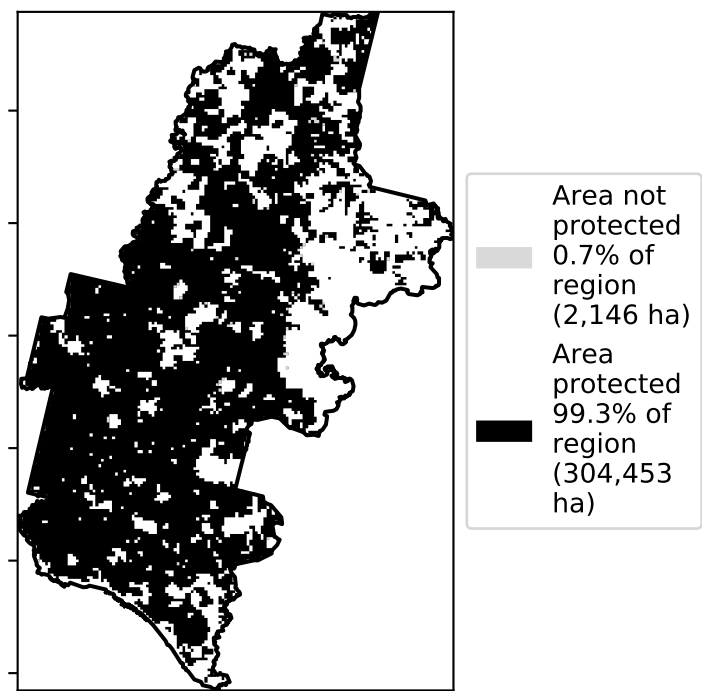 Area not
protected
0.7% of
region
(2,146 ha)
Area
protected
99.3% of
region
(304,453
ha)